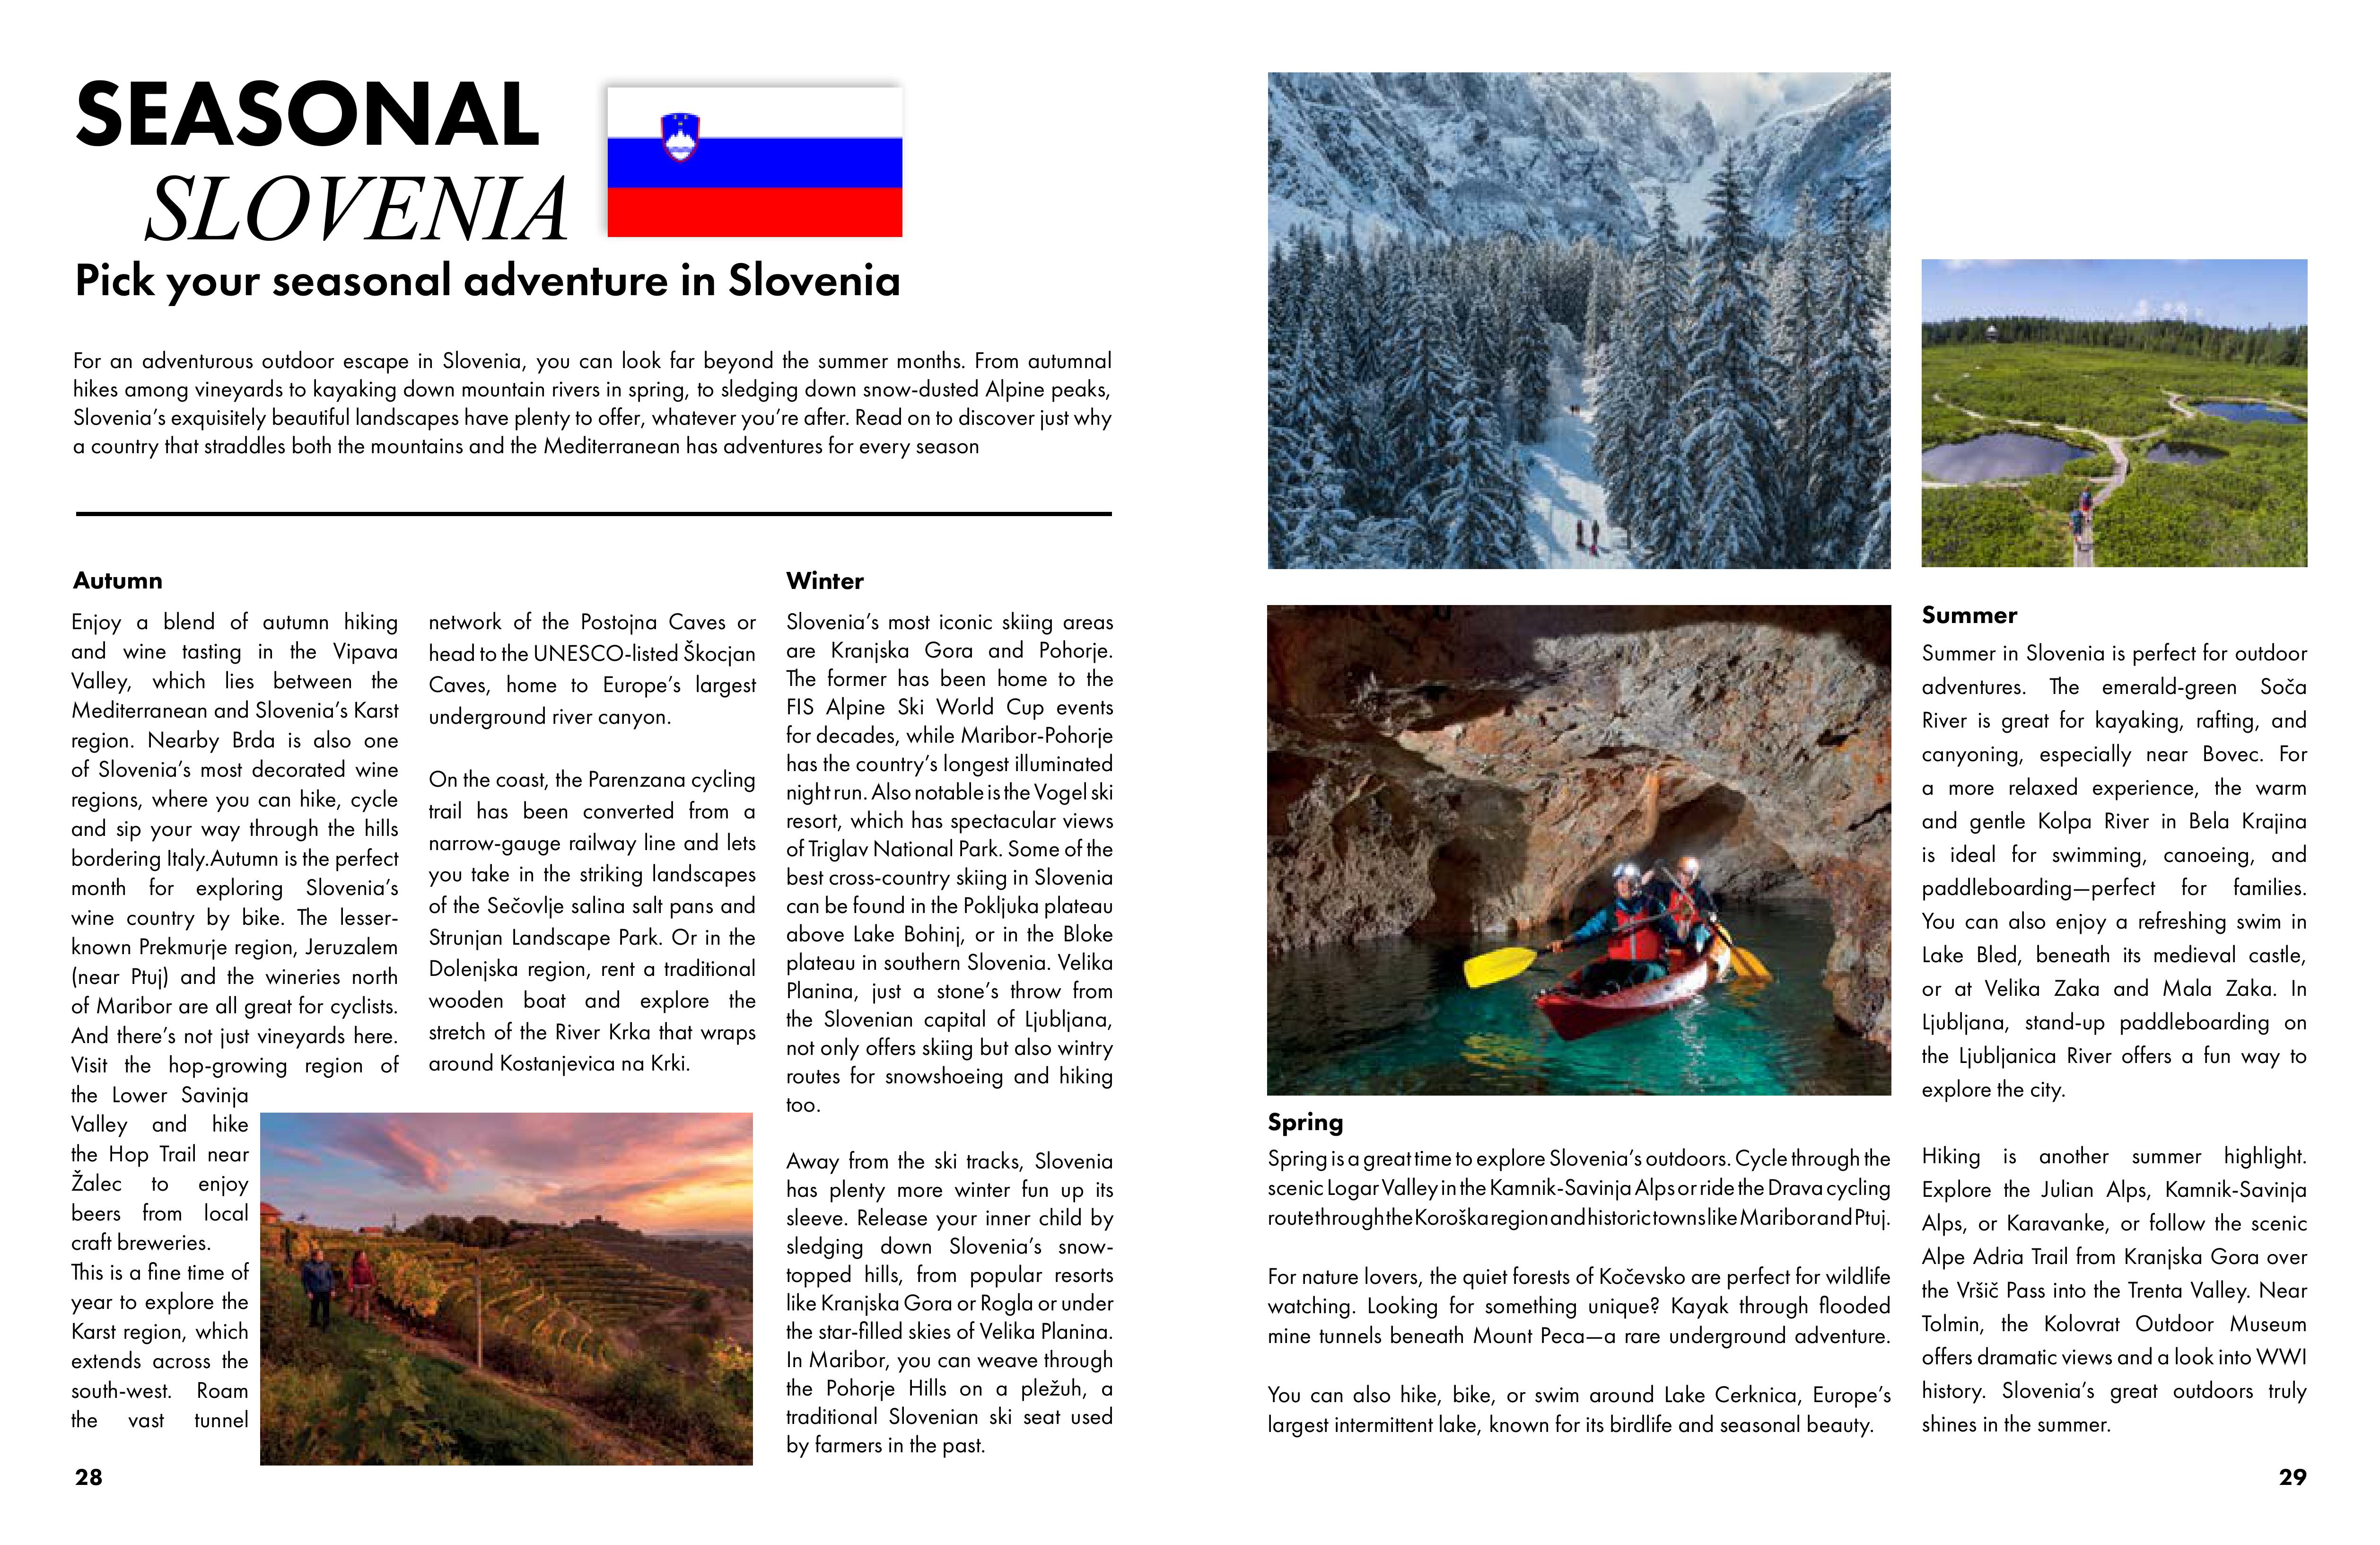 SEASONAL
SLOVENIA
Pick your seasonal adventure in Slovenia
For an adventurous outdoor escape in Slovenia, you can look far beyond the summer months. From autumnal
hikes among vineyards to kayaking down mountain rivers in spring, to sledging down snow-dusted Alpine peaks,
Slovenia's exquisitely beautiful landscapes have plenty to offer, whatever you're after. Read on to discover just why
a country that straddles both the mountains and the Mediterranean has adventures for every season
Autumn
Enjoy a blend of autumn hiking
and wine tasting in the Vipava
Valley, which lies between the
Mediterranean and Slovenia's Karst
region. Nearby Brda is also one
of Slovenia's most decorated wine
regions, where you can hike, cycle
and sip your way through the hills
bordering Italy.Autumn is the perfect
month for exploring Slovenia's
wine country by bike. The lesser-
known Prekmurje region, Jeruzalem
(near Ptuj) and the wineries north
of Maribor are all great for cyclists.
And there's not just vineyards here.
Visit the hop-growing region of
the Lower Savinja
Valley and hike
the Hop Trail near
Žalec to enjoy
beers from local
craft breweries.
This is a fine time of
year to explore the
Karst region, which
extends across the
south-west. Roam
the vast tunnel
network of the Postojna Caves or
head to the UNESCO-listed Škocjan
Caves, home to Europe's largest
underground river canyon.
On the coast, the Parenzana cycling
trail has been converted from a
narrow-gauge railway line and lets
you take in the striking landscapes
of the Sečovlje salina salt pans and
Strunjan Landscape Park. Or in the
Dolenjska region, rent a traditional
wooden boat and explore the
stretch of the River Krka that wraps
around Kostanjevica na Krki.
Winter
Slovenia's most iconic skiing areas
are Kranjska Gora and Pohorje.
The former has been home to the
FIS Alpine Ski World Cup events
for decades, while Maribor-Pohorje
has the country's longest illuminated
night run. Also notable is the Vogel ski
resort, which has spectacular views
of Triglav National Park. Some of the
best cross-country skiing in Slovenia
can be found in the Pokljuka plateau
above Lake Bohinj, or in the Bloke
plateau in southern Slovenia. Velika
Planina, just a stone's throw from
the Slovenian capital of Ljubljana,
not only offers skiing but also wintry
routes for snowshoeing and hiking
too.
Away from the ski tracks, Slovenia
has plenty more winter fun up its
sleeve. Release your inner child by
sledging down Slovenia's snow-
topped hills, from popular resorts
like Kranjska Gora or Rogla or under
the star-filled skies of Velika Planina.
In Maribor, you can weave through
the Pohorje Hills on a pležuh, a
traditional Slovenian ski seat used
by farmers in the past.
28
Spring
Spring is a great time to explore Slovenia's outdoors. Cycle through the
scenic Logar Valley in the Kamnik-Savinja Alps or ride the Drava cycling
route through the Koroška region and historic towns like Maribor and Ptuj.
For nature lovers, the quiet forests of Kočevsko are perfect for wildlife
watching. Looking for something unique? Kayak through flooded
mine tunnels beneath Mount Peca—a rare underground adventure.
You can also hike, bike, or swim around Lake Cerknica, Europe's
largest intermittent lake, known for its birdlife and seasonal beauty.
Summer
Summer in Slovenia is perfect for outdoor
adventures. The emerald-green Soča
River is great for kayaking, rafting, and
canyoning, especially near Bovec. For
a more relaxed experience, the warm
and gentle Kolpa River in Bela Krajina
is ideal for swimming, canoeing, and
paddleboarding—perfect for families.
You can also enjoy a refreshing swim in
Lake Bled, beneath its medieval castle,
or at Velika Zaka and Mala Zaka. In
Ljubljana, stand-up paddleboarding on
the Ljubljanica River offers a fun way to
explore the city.
Hiking is another summer highlight.
Explore the Julian Alps, Kamnik-Savinja
Alps, or Karavanke, or follow the scenic
Alpe Adria Trail from Kranjska Gora over
the Vršič Pass into the Trenta Valley. Near
Tolmin, the Kolovrat Outdoor Museum
offers dramatic views and a look into WWI
history. Slovenia's great outdoors truly
shines in the summer.
29